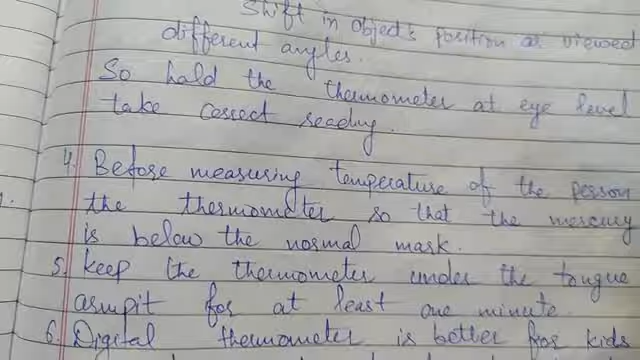 shift in object's position as viewed
different angles.
So hold the thermometer at eye level
take correct reading.
4. Before measuring temperature of the person
the thermometer so that the mercury
is below the normal mark.
5. Keep the thermometer under the tongue
armpit for at least one minute.
6. Digital thermometer is better for kids